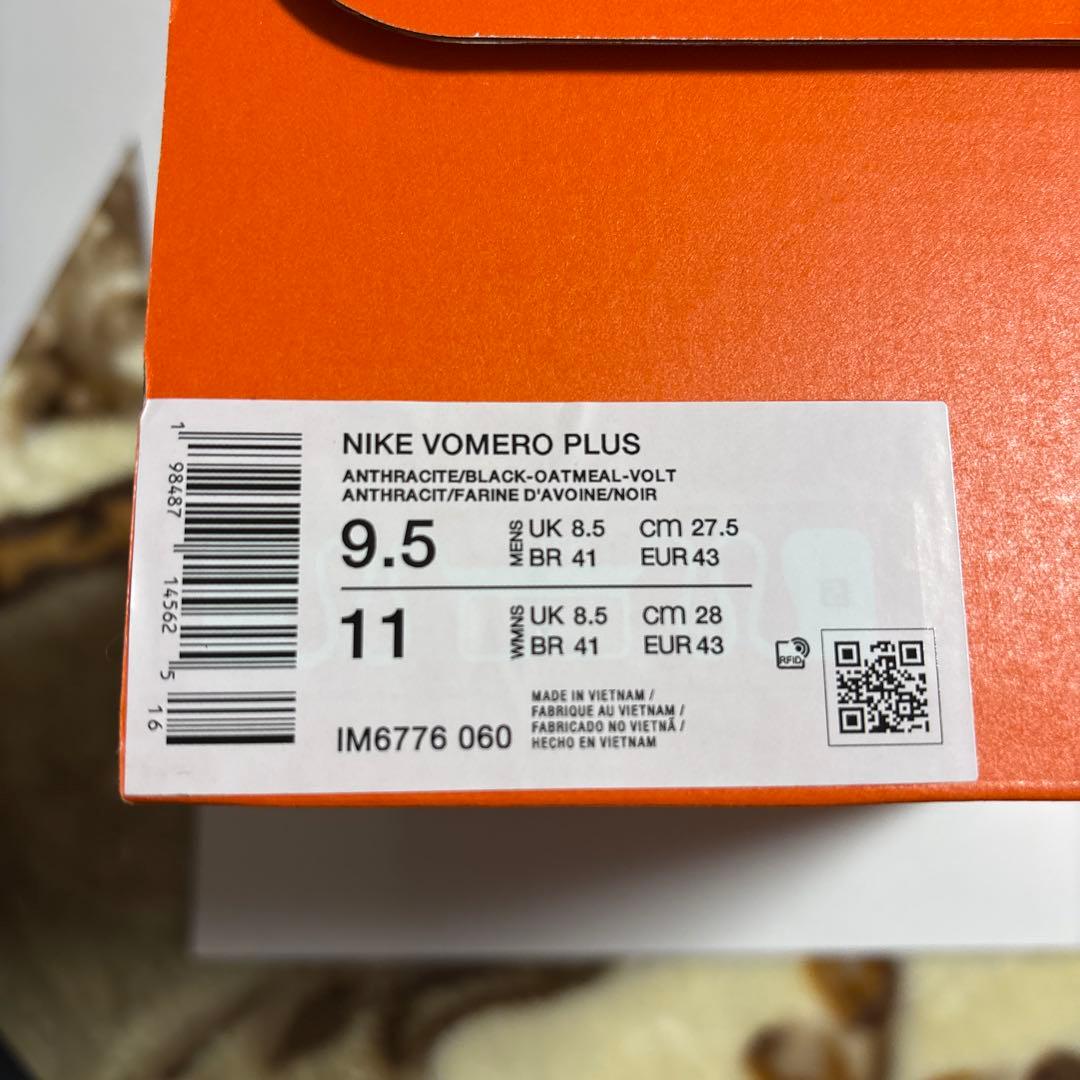 NIKE VOMERO PLUS
ANTHRACITE/BLACK-OATMEAL-VOLT
ANTHRACIT/FARINE D'AVOINE/NOIR
9.5 MENS UK 8.5 CM 27.5
BR 41 EUR 43
11 WMNS UK 8.5 CM 28
BR 41 EUR 43
RFID
MADE IN VIETNAM /
FABRIQUE AU VIETNAM /
FABRICADO NO VIETNÃ /
HECHO EN VIETNAM
IM6776 060
1 98487 14562 5 16